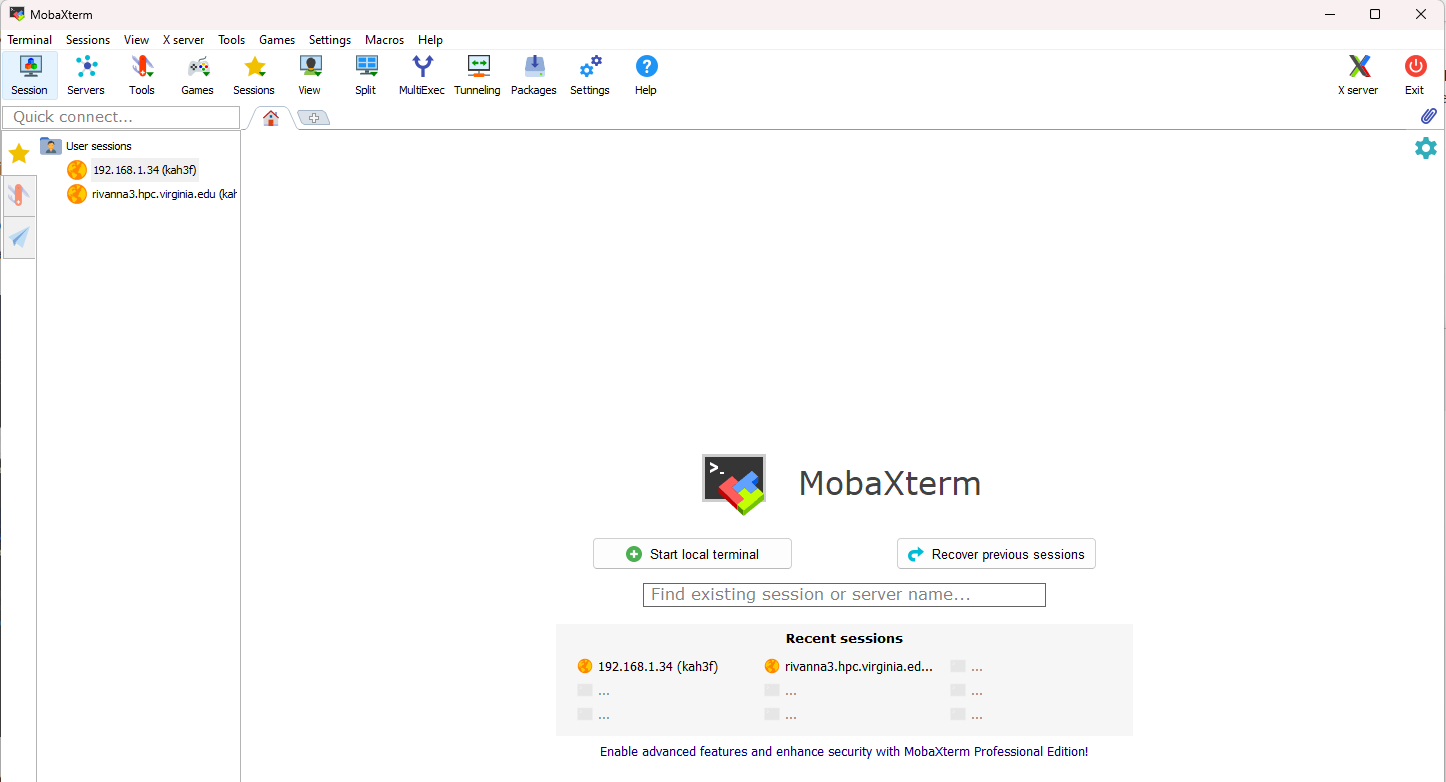 MobaXterm
Terminal Sessions View X server Tools Games Settings Macros Help
Session Servers Tools Games Sessions View Split MultiExec Tunneling Packages Settings Help X server Exit
Quick connect...
User sessions
192.168.1.34 (kah3f)
rivanna3.hpc.virginia.edu (kah
>_
MobaXterm
Start local terminal Recover previous sessions
Find existing session or server name...
Recent sessions
192.168.1.34 (kah3f) rivanna3.hpc.virginia.ed... ...
... ... ...
... ... ...
Enable advanced features and enhance security with MobaXterm Professional Edition!